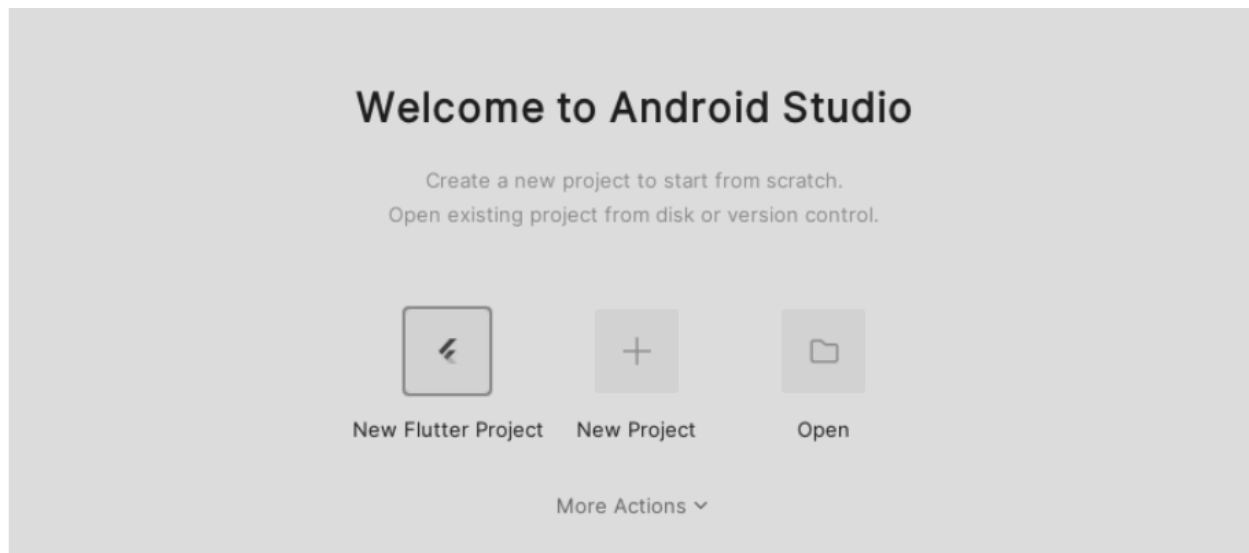 Welcome to Android Studio
Create a new project to start from scratch.
Open existing project from disk or version control.
New Flutter Project
New Project
Open
More Actions